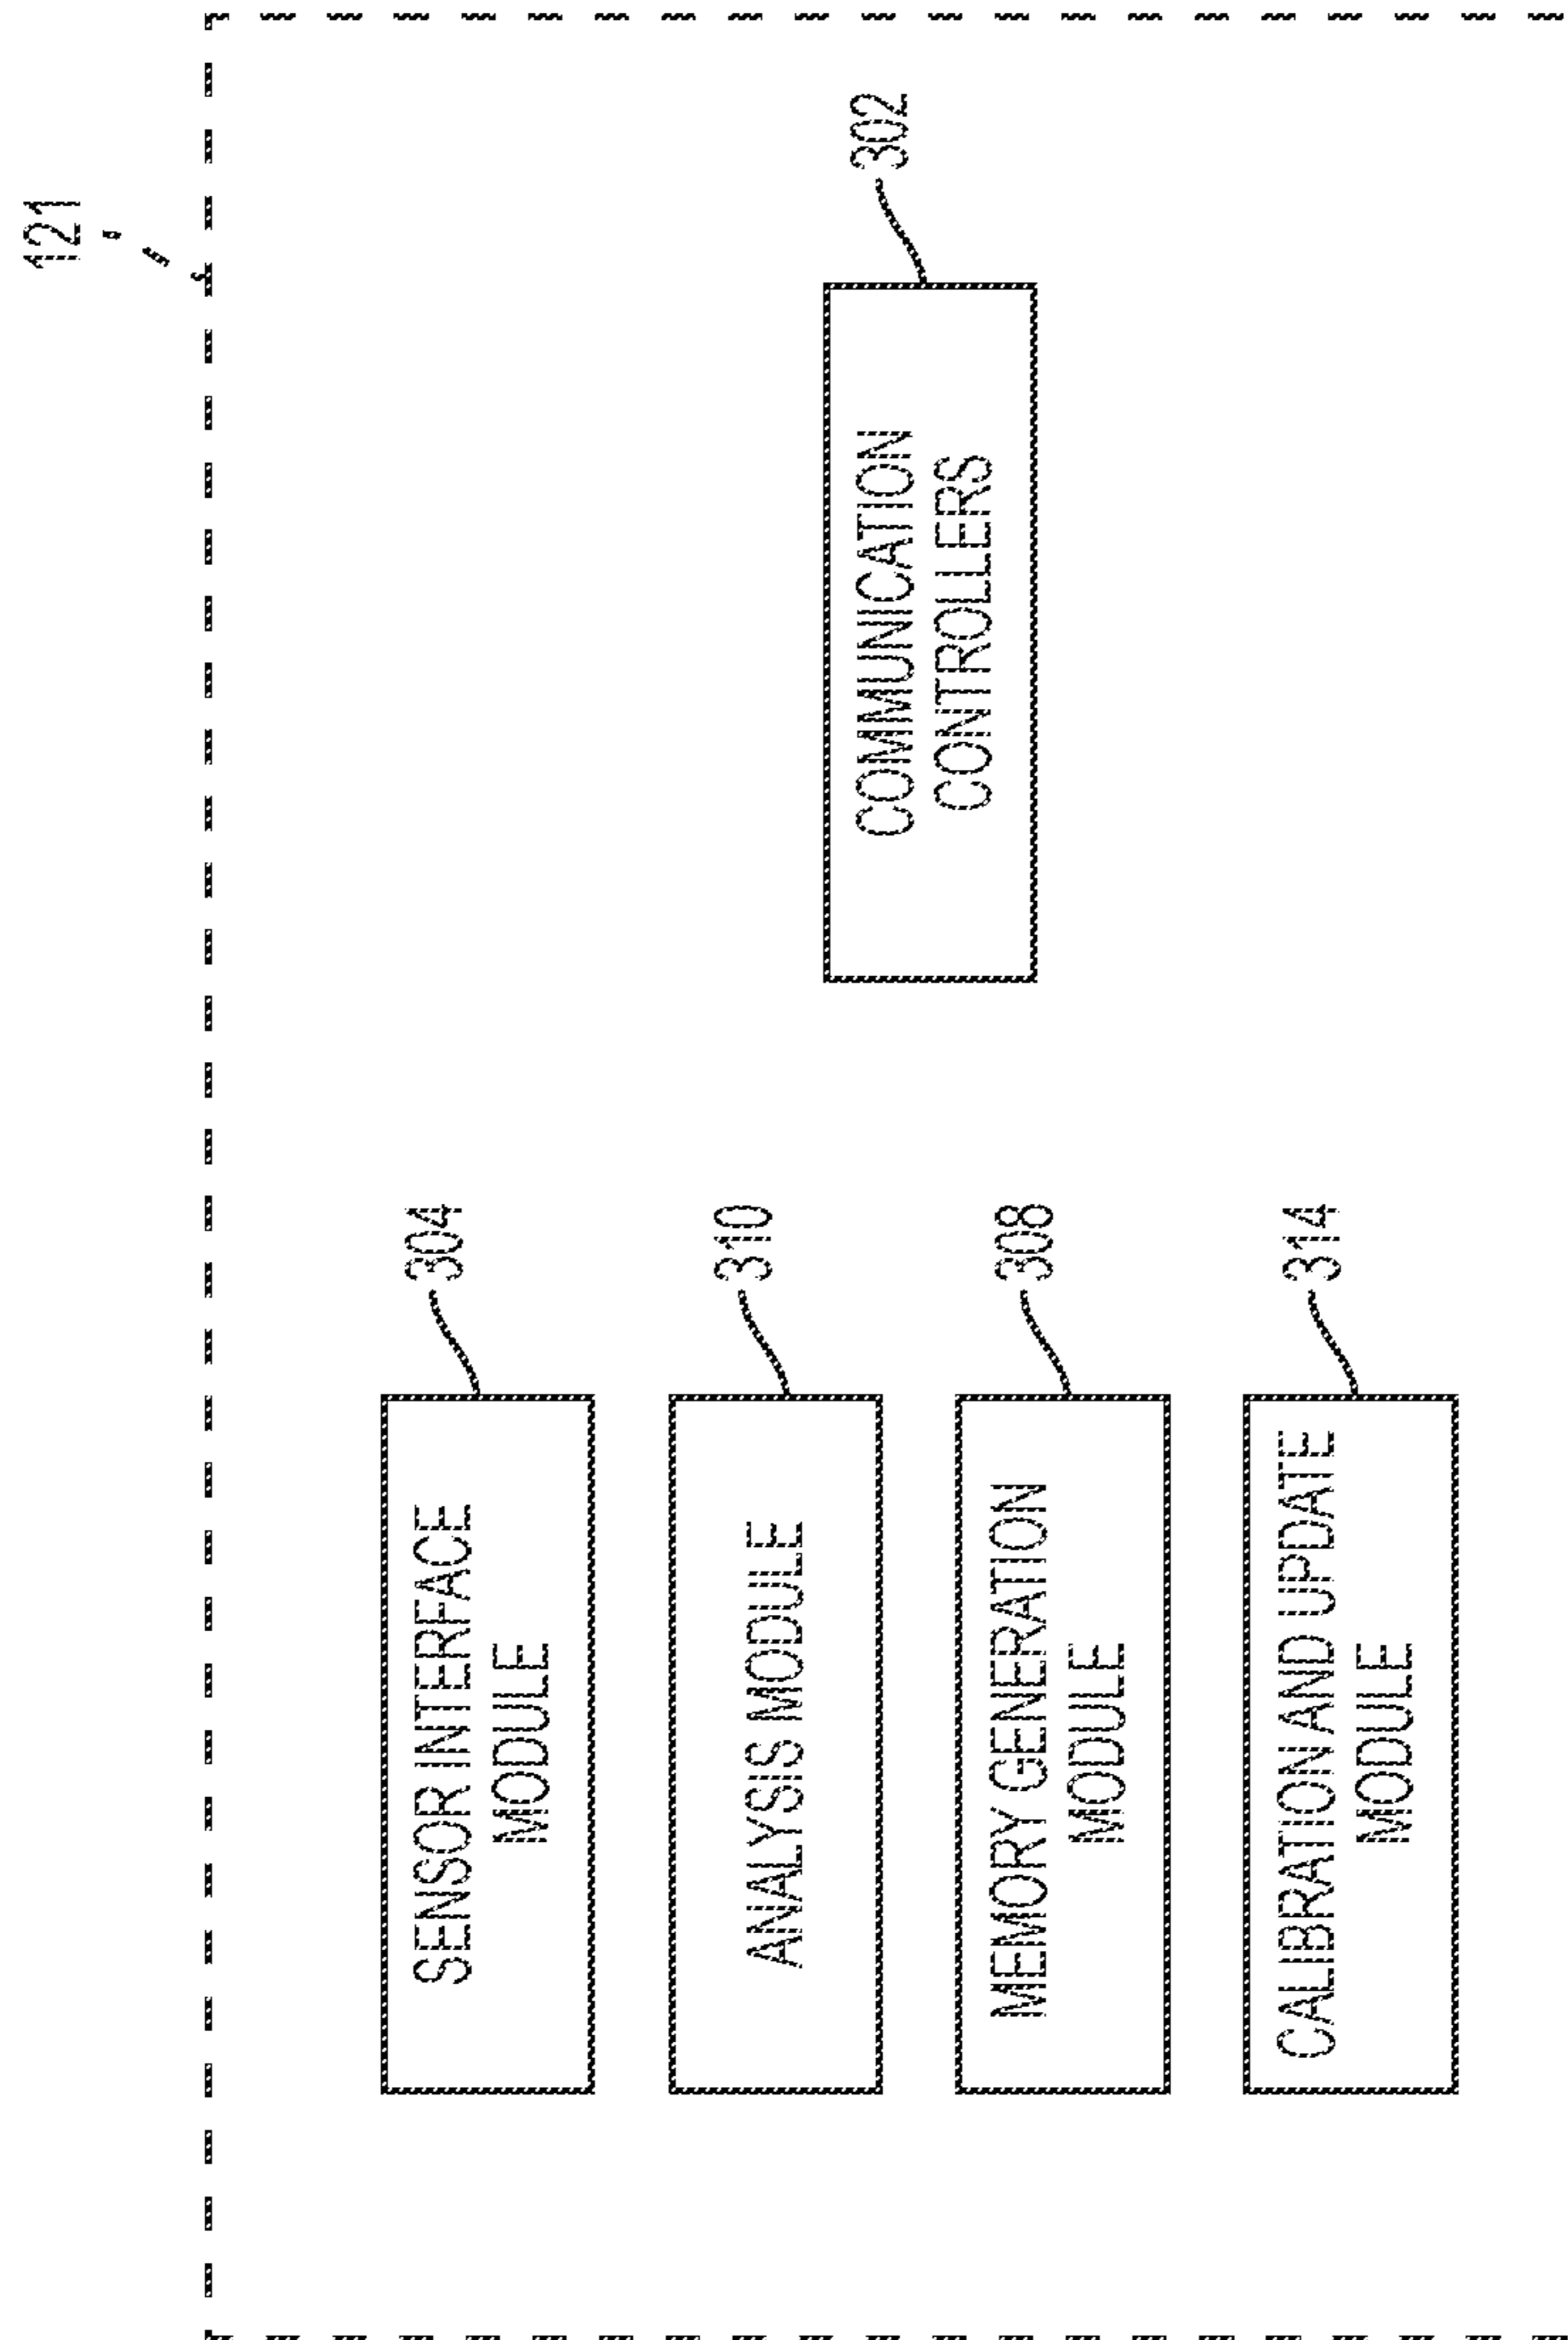 121
SENSOR INTERFACE
MODULE
304
ANALYSIS MODULE
310
MEMORY GENERATION
MODULE
308
CALIBRATION AND UPDATE
MODULE
314
COMMUNICATION
CONTROLLERS
302